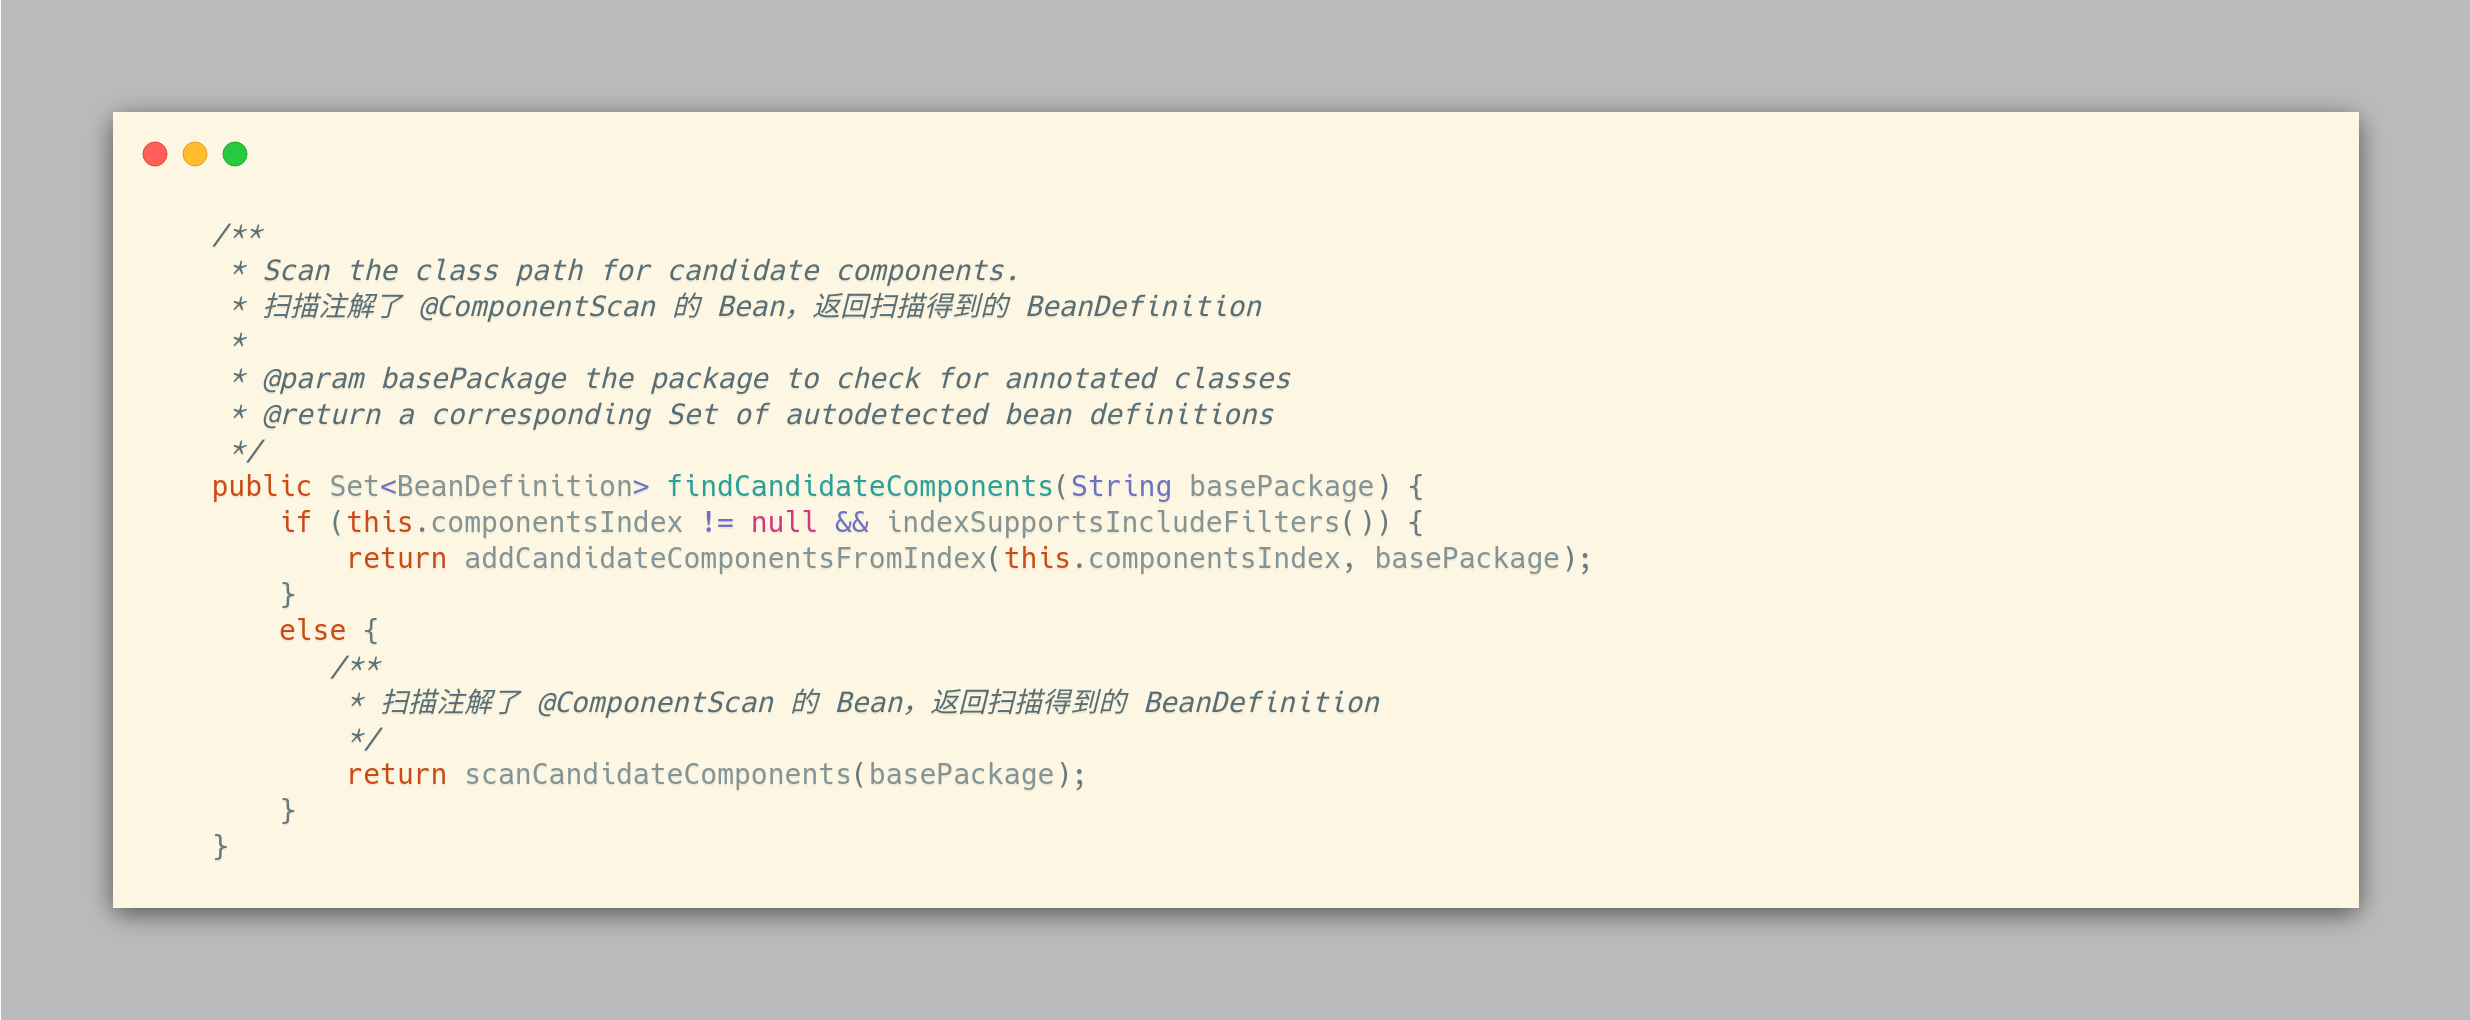 /**
 * Scan the class path for candidate components.
 * 扫描注解了 @ComponentScan 的 Bean，返回扫描得到的 BeanDefinition
 *
 * @param basePackage the package to check for annotated classes
 * @return a corresponding Set of autodetected bean definitions
 */
public Set<BeanDefinition> findCandidateComponents(String basePackage) {
    if (this.componentsIndex != null && indexSupportsIncludeFilters()) {
        return addCandidateComponentsFromIndex(this.componentsIndex, basePackage);
    }
    else {
       /**
        * 扫描注解了 @ComponentScan 的 Bean，返回扫描得到的 BeanDefinition
        */
        return scanCandidateComponents(basePackage);
    }
}